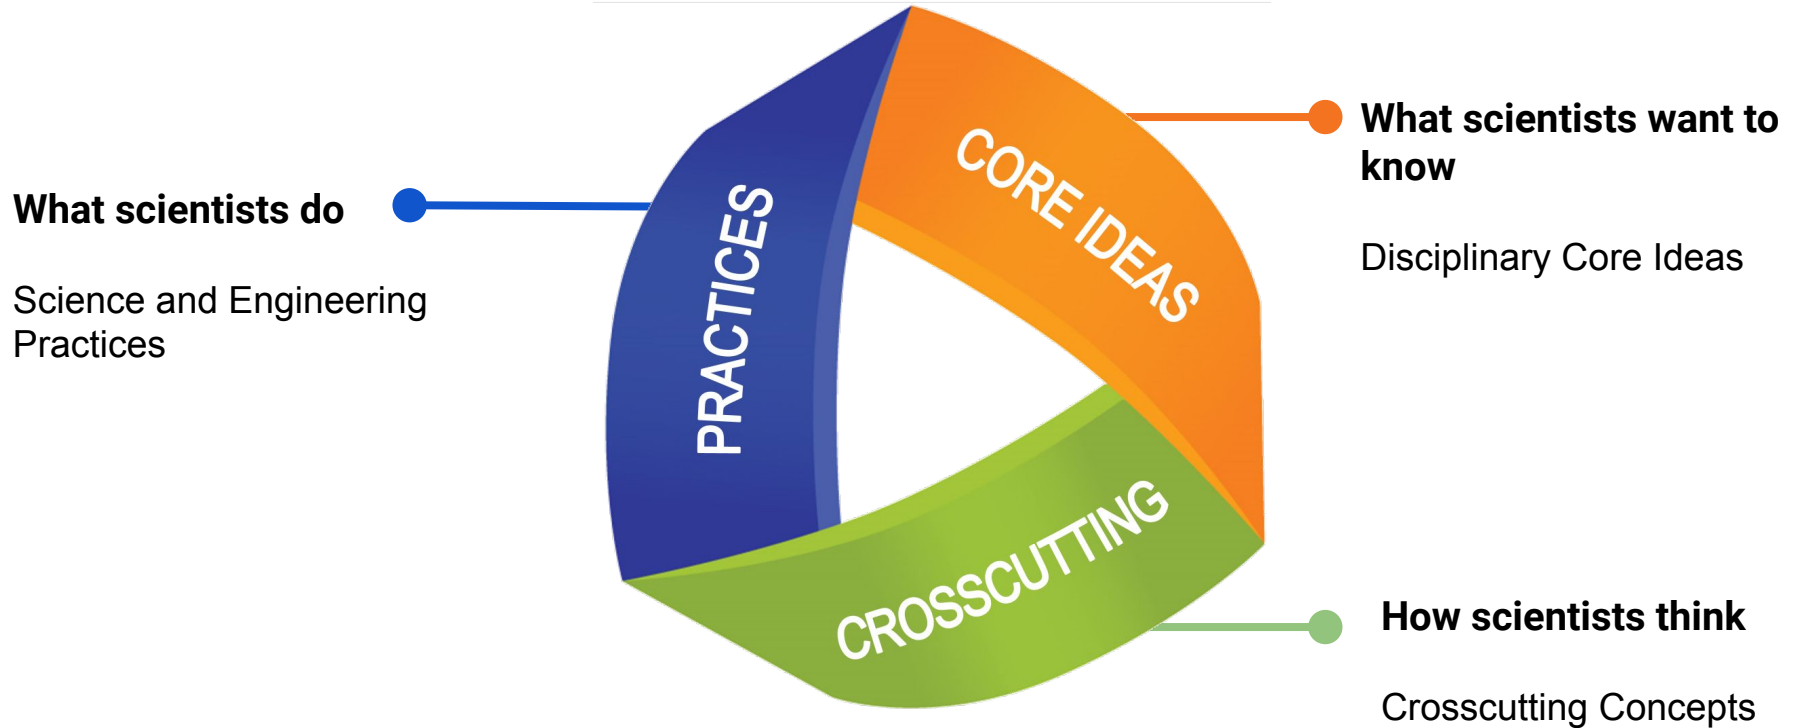 What scientists do
Science and Engineering
Practices
PRACTICES
CORE IDEAS
CROSSCUTTING
What scientists want to
know
Disciplinary Core Ideas
How scientists think
Crosscutting Concepts